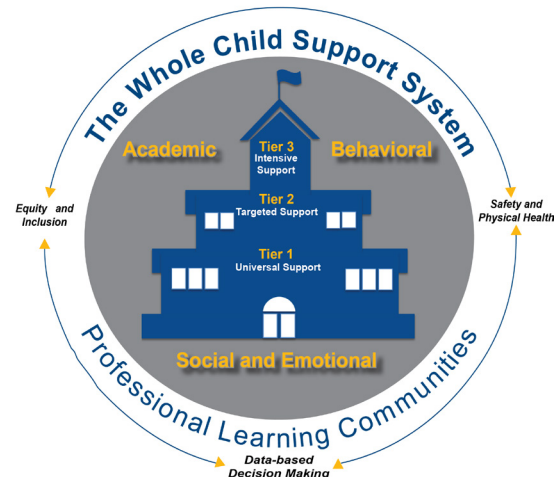 The Whole Child Support System
Academic
Behavioral
Tier 3
Intensive
Support
Tier 2
Targeted Support
Tier 1
Universal Support
Social and Emotional
Equity and
Inclusion
Safety and
Physical Health
Professional Learning Communities
Data-based
Decision Making